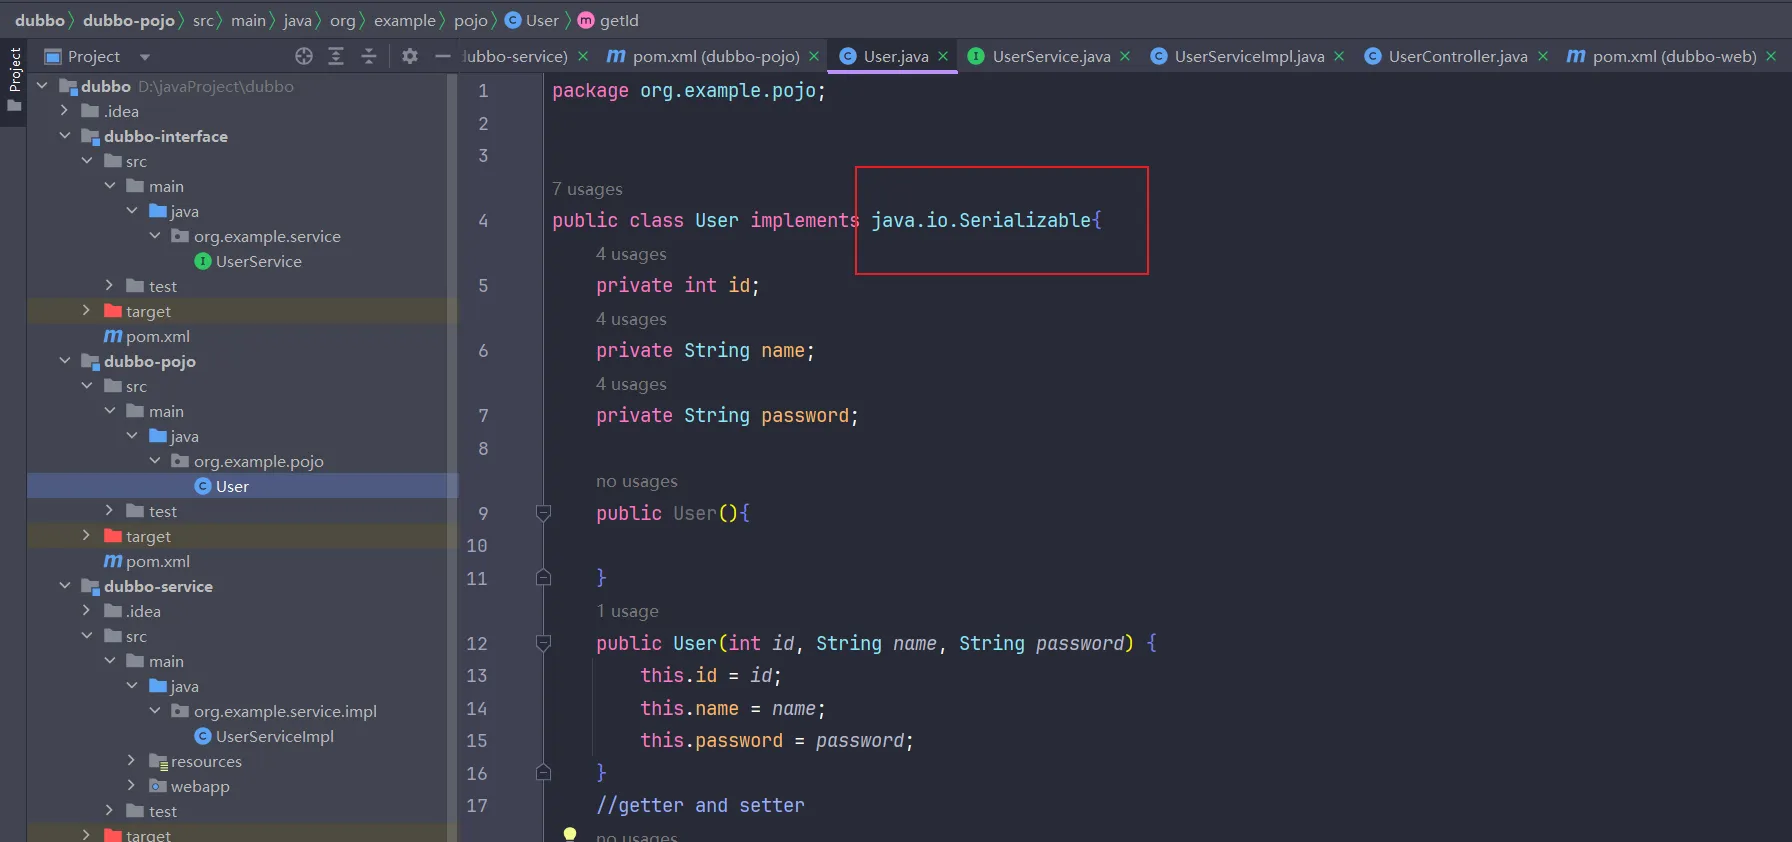 dubbo dubbo-pojo src main java org example pojo User getId
Project
Project
ubbo-service) pom.xml (dubbo-pojo) User.java UserService.java UserServiceImpl.java UserController.java pom.xml (dubbo-web)
dubbo D:\javaProject\dubbo
.idea
dubbo-interface
src
main
java
org.example.service
UserService
test
target
pom.xml
dubbo-pojo
src
main
java
org.example.pojo
User
test
target
pom.xml
dubbo-service
.idea
src
main
java
org.example.service.impl
UserServiceImpl
resources
webapp
test
target
1 package org.example.pojo;
2
3
7 usages
4 public class User implements java.io.Serializable{
4 usages
5 private int id;
4 usages
6 private String name;
4 usages
7 private String password;
8
no usages
9 public User(){
10
11 }
1 usage
12 public User(int id, String name, String password) {
13 this.id = id;
14 this.name = name;
15 this.password = password;
16 }
17 //getter and setter
no usages